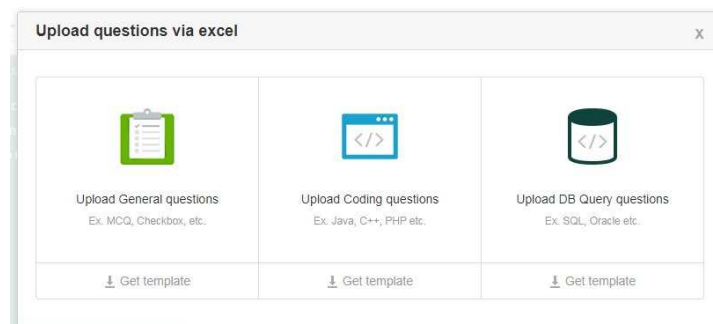 Upload questions via excel
X
</>
</>
Upload General questions
Upload Coding questions
Upload DB Query questions
Ex. MCQ, Checkbox, etc.
Ex. Java, C++, PHP etc.
Ex. SQL, Oracle etc.
Get template
Get template
Get template